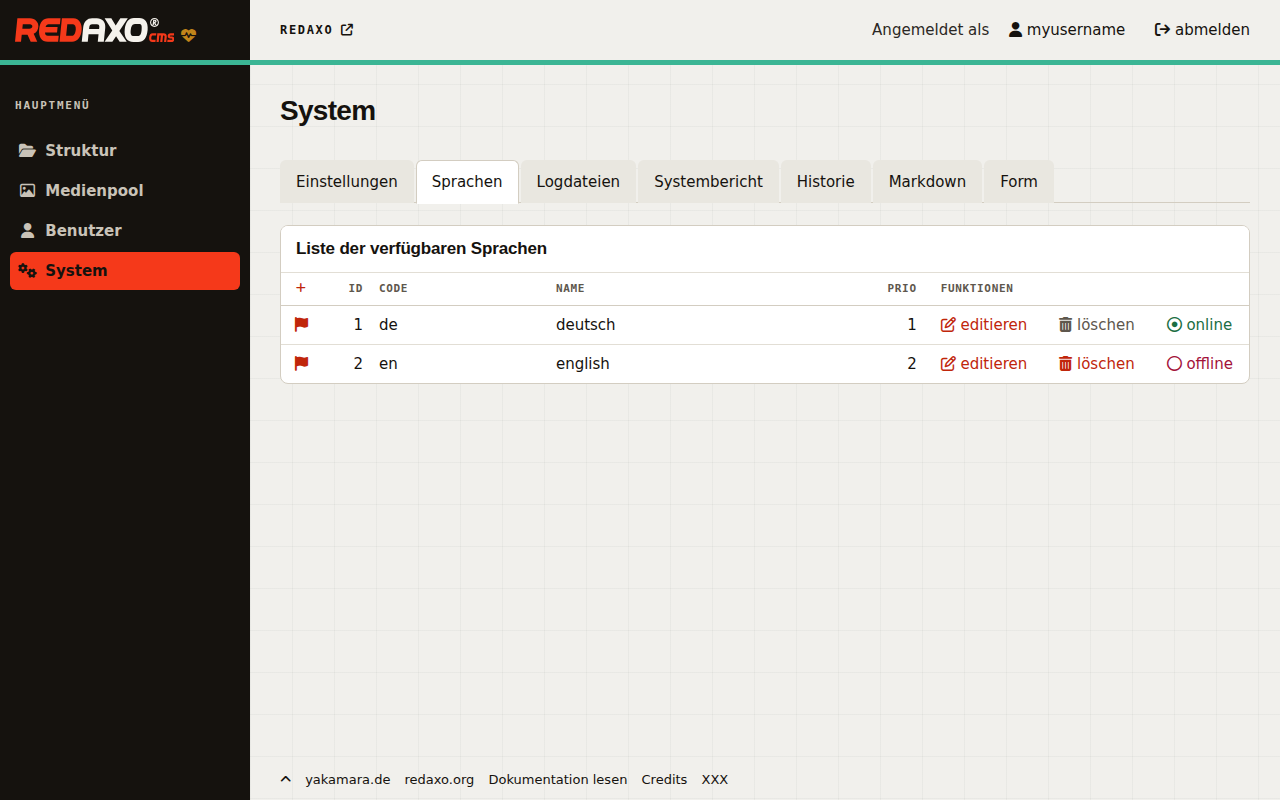 REDAXO® cms
REDAXO
Angemeldet als myusername abmelden
HAUPTMENÜ
Struktur
Medienpool
Benutzer
System
System
Einstellungen Sprachen Logdateien Systembericht Historie Markdown Form
Liste der verfügbaren Sprachen
+ ID CODE NAME PRIO FUNKTIONEN
1 de deutsch 1 editieren löschen online
2 en english 2 editieren löschen offline
yakamara.de redaxo.org Dokumentation lesen Credits XXX